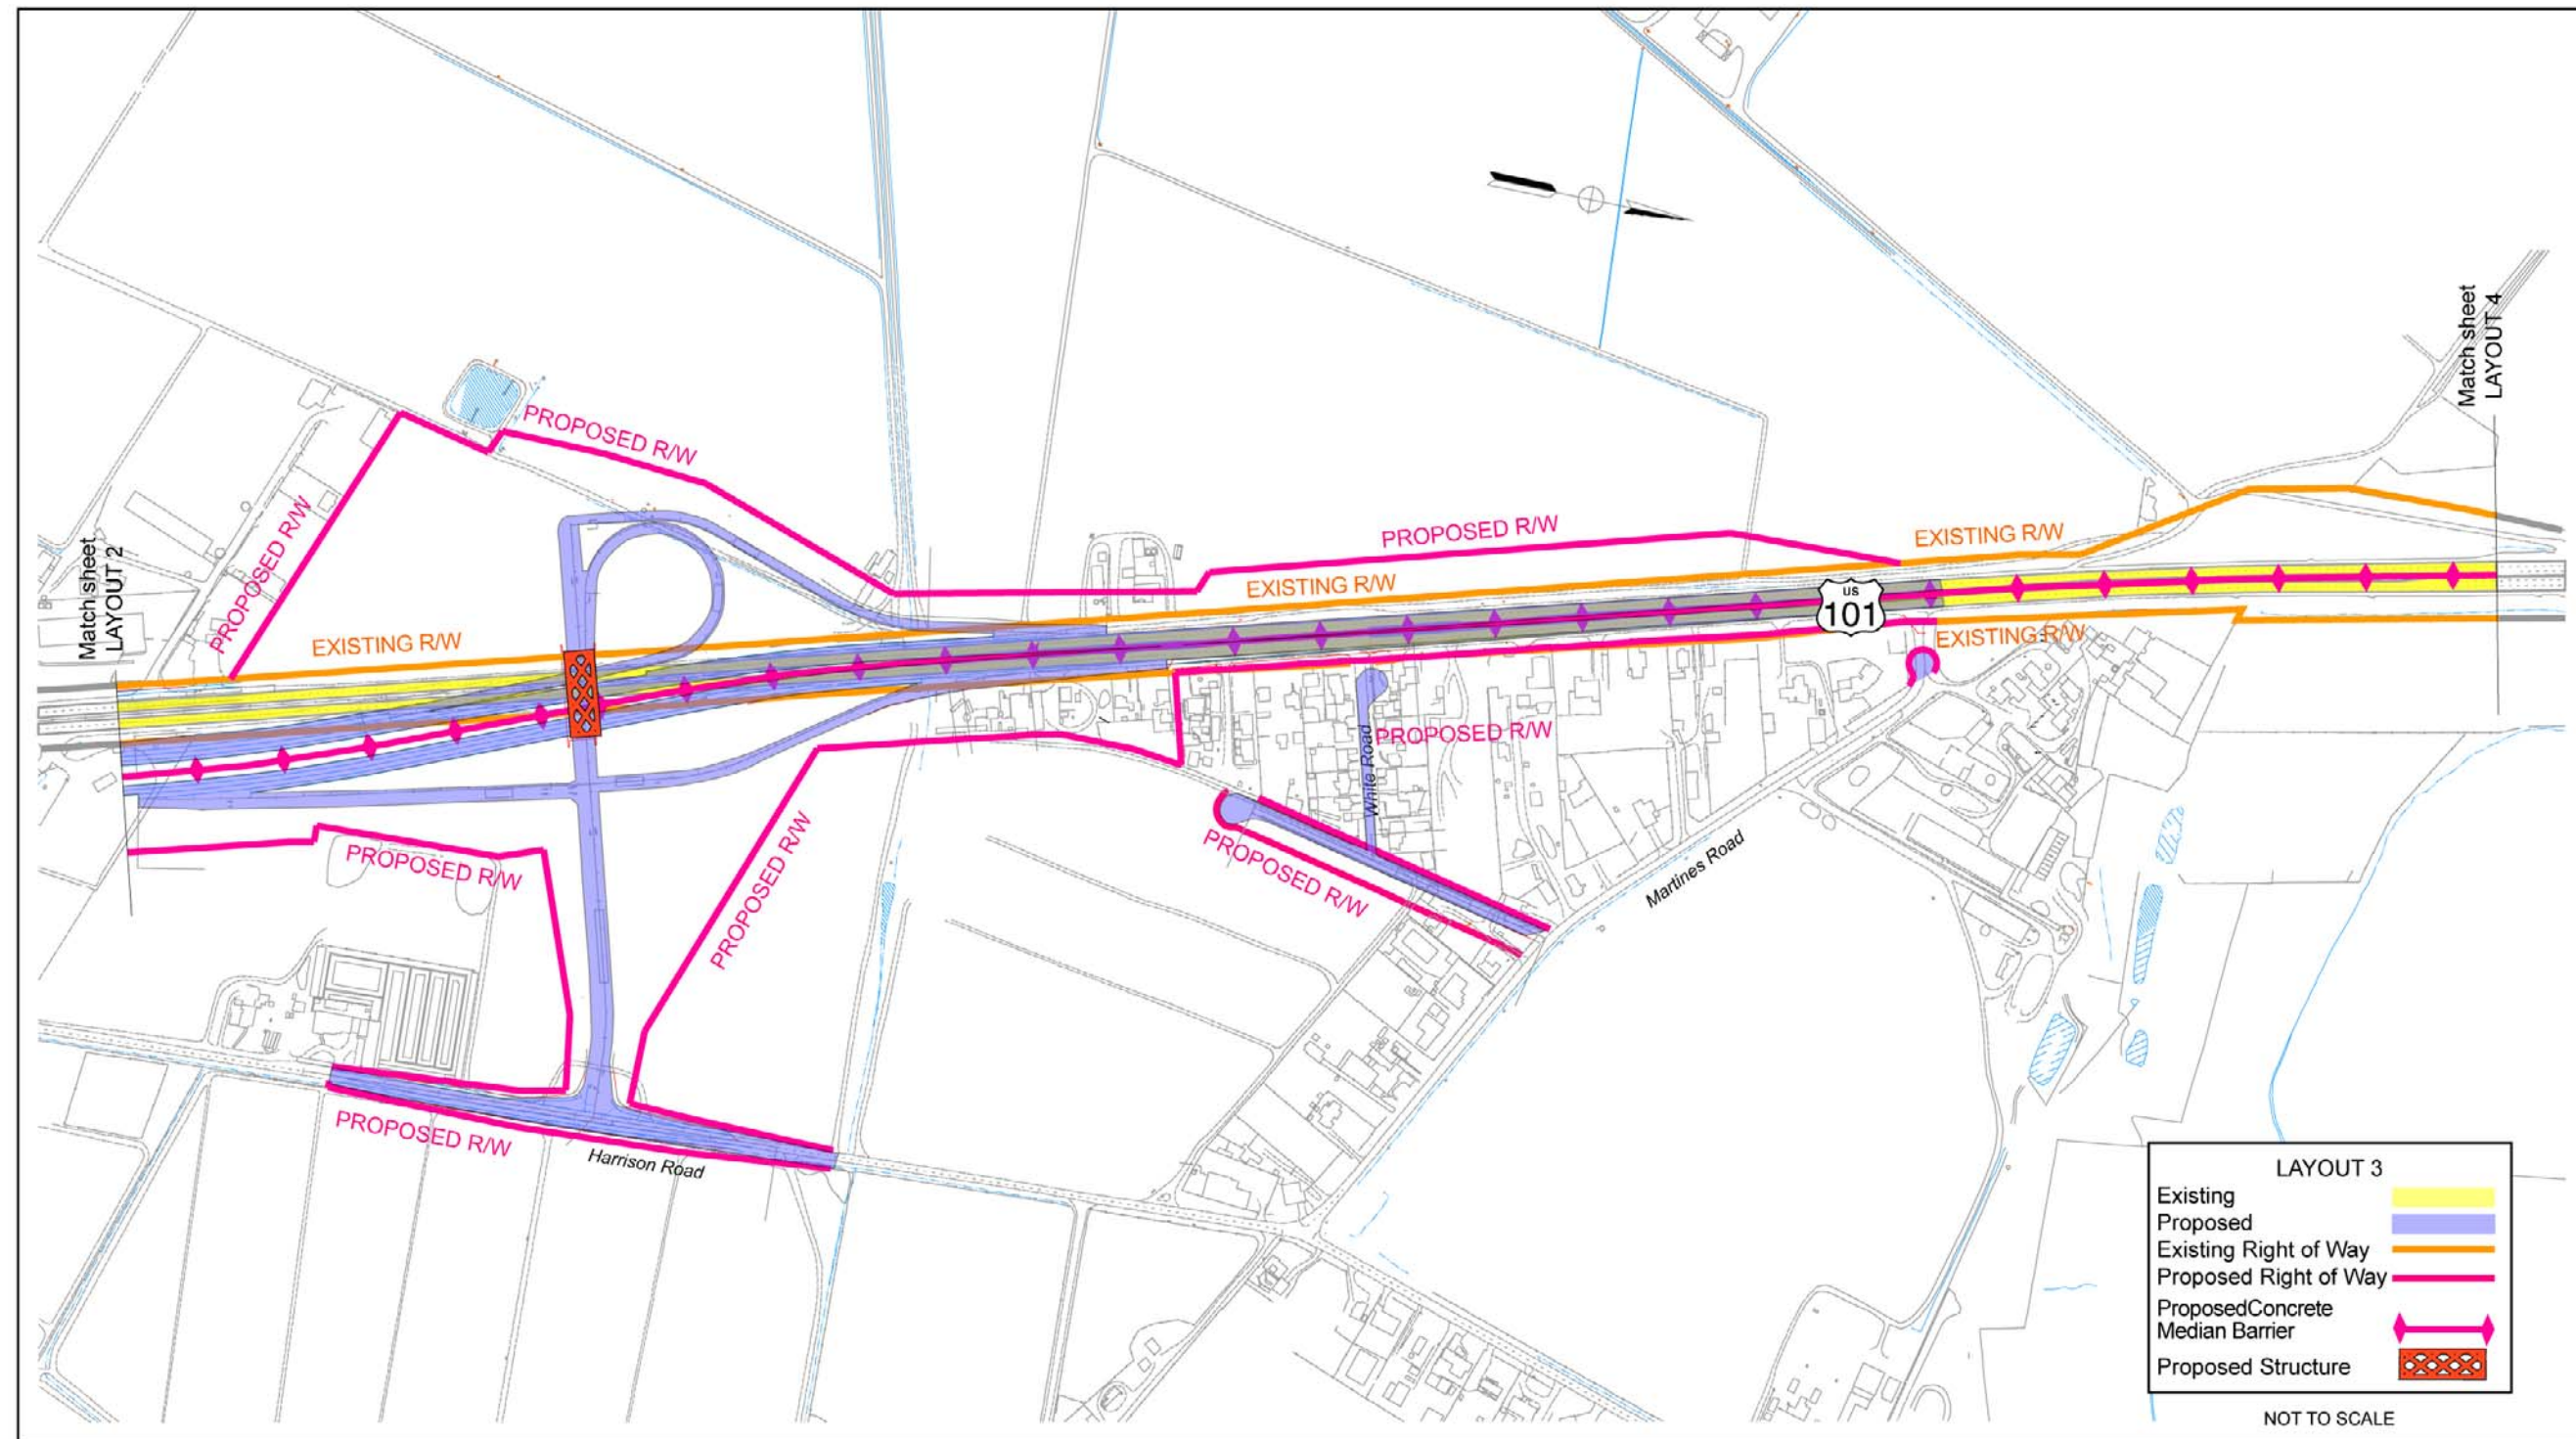 Match sheet
LAYOUT 2
PROPOSED R/W
PROPOSED R/W
EXISTING R/W
PROPOSED R/W
EXISTING R/W
EXISTING R/W
US
101
EXISTING R/W
Match sheet
LAYOUT 4
PROPOSED R/W
White Road
PROPOSED R/W
PROPOSED R/W
PROPOSED R/W
Martines Road
PROPOSED R/W
Harrison Road
LAYOUT 3
Existing
Proposed
Existing Right of Way
Proposed Right of Way
ProposedConcrete
Median Barrier
Proposed Structure
NOT TO SCALE